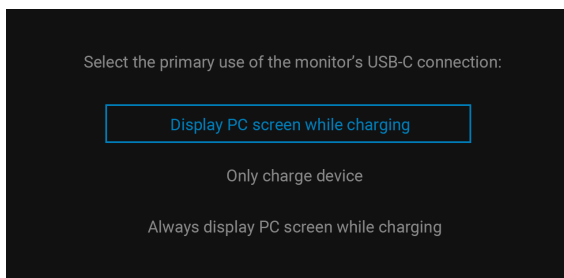 Select the primary use of the monitor’s USB-C connection:
Display PC screen while charging
Only charge device
Always display PC screen while charging